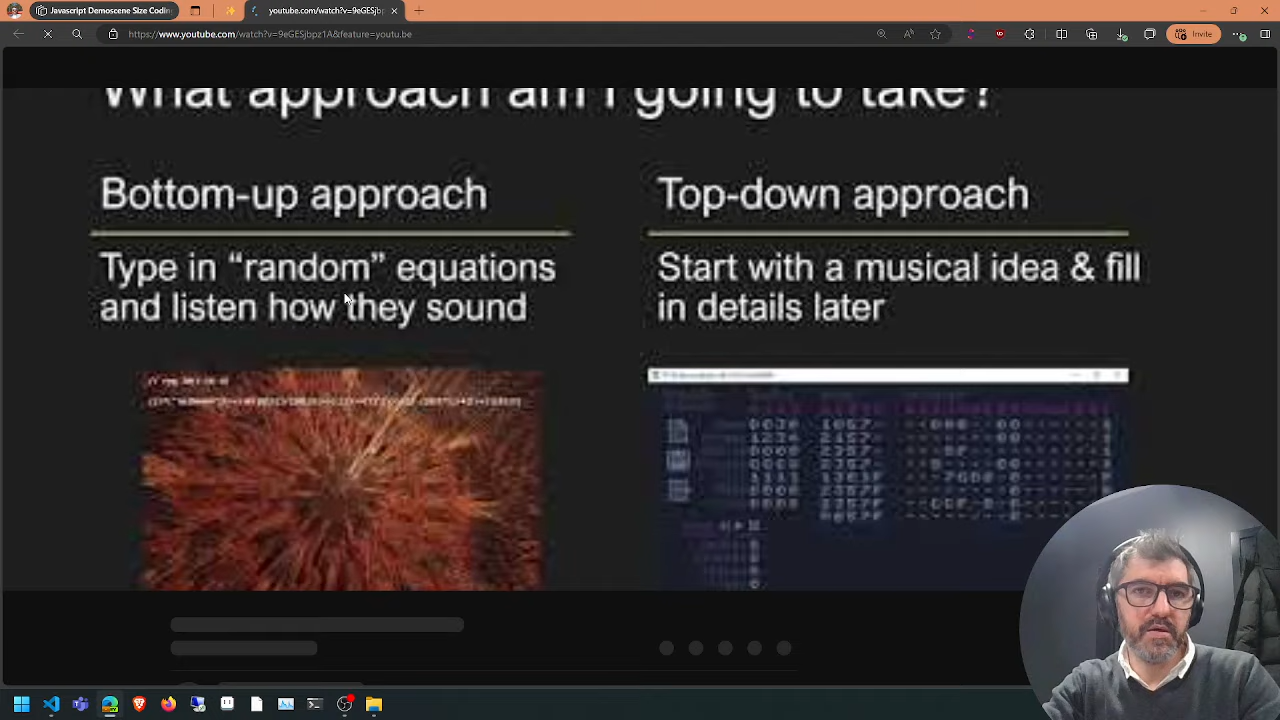 Javascript Demoscene Size Codin
youtube.com/watch?v=9eGESjbp
https://www.youtube.com/watch?v=9eGESjbpz1A&feature=youtu.be
Invite
What approach am I going to take?
Bottom-up approach
Type in “random” equations
and listen how they sound
Top-down approach
Start with a musical idea & fill
in details later